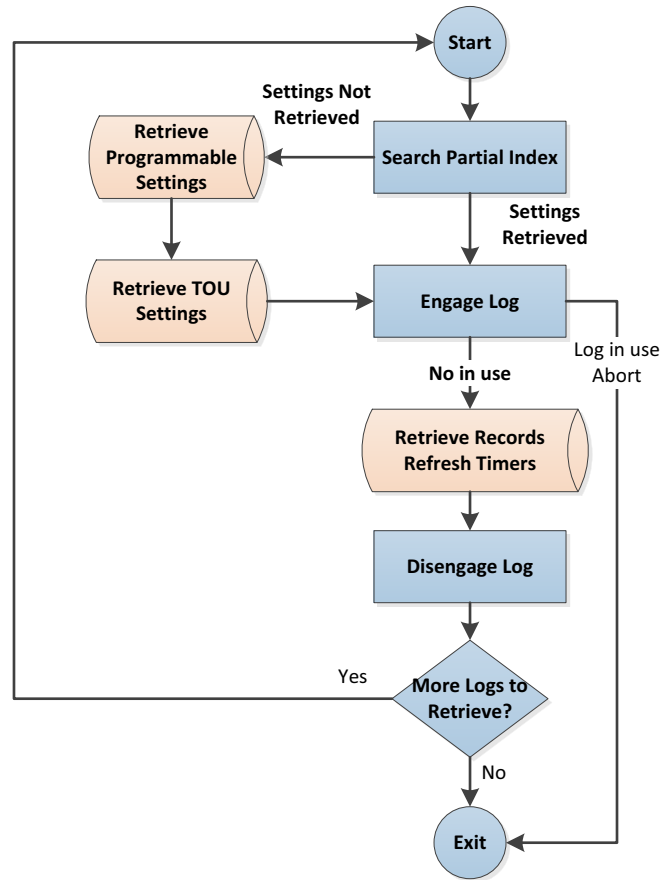 Start
Settings Not
Retrieved
Retrieve
Programmable
Settings
Search Partial Index
Settings
Retrieved
Retrieve TOU
Settings
Engage Log
Log in use
Abort
No in use
Retrieve Records
Refresh Timers
Disengage Log
Yes
More Logs to
Retrieve?
No
Exit